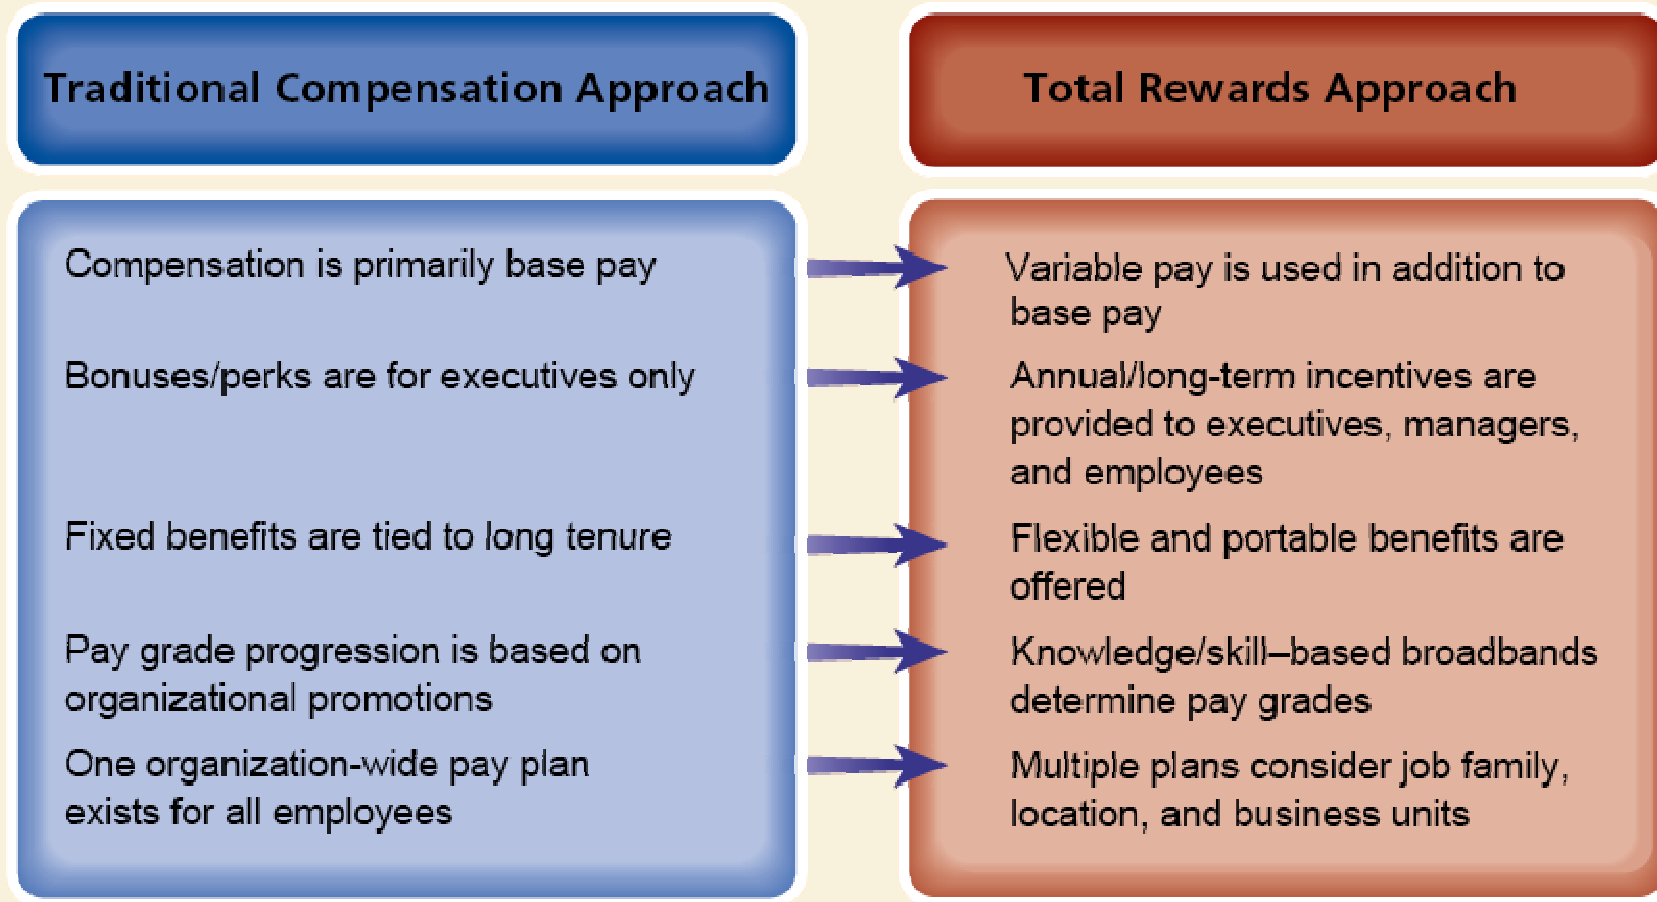 Traditional Compensation Approach
Total Rewards Approach
Compensation is primarily base pay
Variable pay is used in addition to
base pay
Bonuses/perks are for executives only
Annual/long-term incentives are
provided to executives, managers,
and employees
Fixed benefits are tied to long tenure
Flexible and portable benefits are
offered
Pay grade progression is based on
organizational promotions
Knowledge/skill–based broadbands
determine pay grades
One organization-wide pay plan
exists for all employees
Multiple plans consider job family,
location, and business units